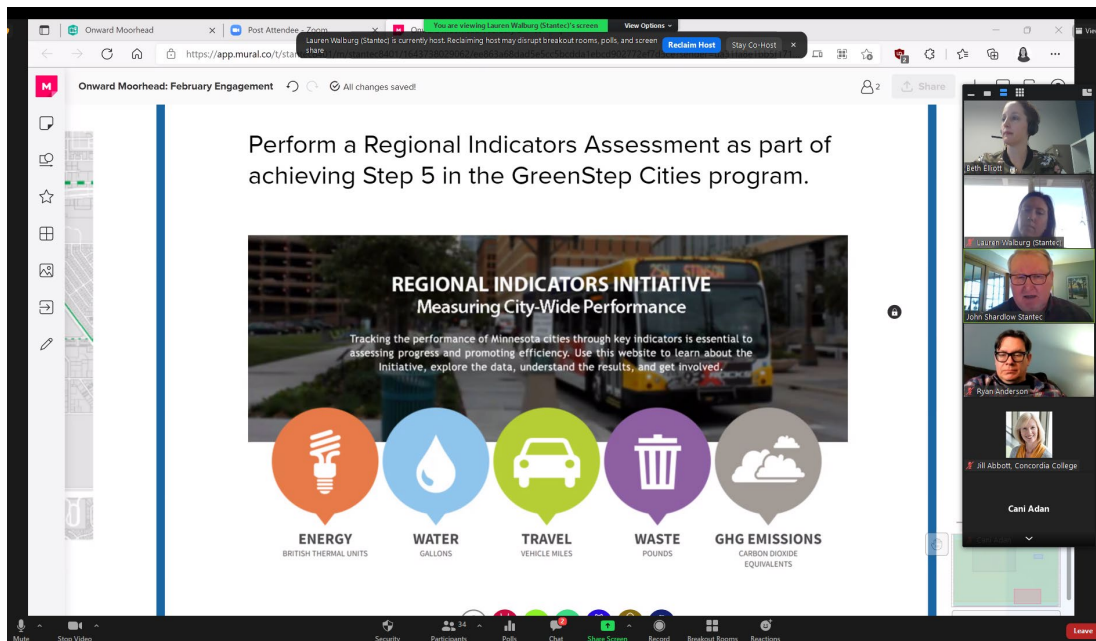 Onward Moorhead
Post Attendee - Zoom
You are viewing Lauren Walburg (Stantec)'s screen
View Options
Lauren Walburg (Stantec) is currently host. Reclaiming host may disrupt breakout rooms, polls, and screen
share.
Reclaim Host
Stay Co-Host
https://app.mural.co/t/
Onward Moorhead: February Engagement
All changes saved!
2
Share
Perform a Regional Indicators Assessment as part of
achieving Step 5 in the GreenStep Cities program.
REGIONAL INDICATORS INITIATIVE
Measuring City-Wide Performance
Tracking the performance of Minnesota cities through key indicators is essential to
assessing progress and promoting efficiency. Use this website to learn about the
Initiative, explore the data, understand the results, and get involved.
ENERGY
BRITISH THERMAL UNITS
WATER
GALLONS
TRAVEL
VEHICLE MILES
WASTE
POUNDS
GHG EMISSIONS
CARBON DIOXIDE
EQUIVALENTS
Beth Elliott
Lauren Walburg (Stantec)
John Shardlow Stantec
Ryan Anderson
Jill Abbott, Concordia College
Cani Adan
Mute
Stop Video
Security
Participants
34
Polls
Chat
2
Share Screen
Record
Breakout Rooms
Reactions
Leave